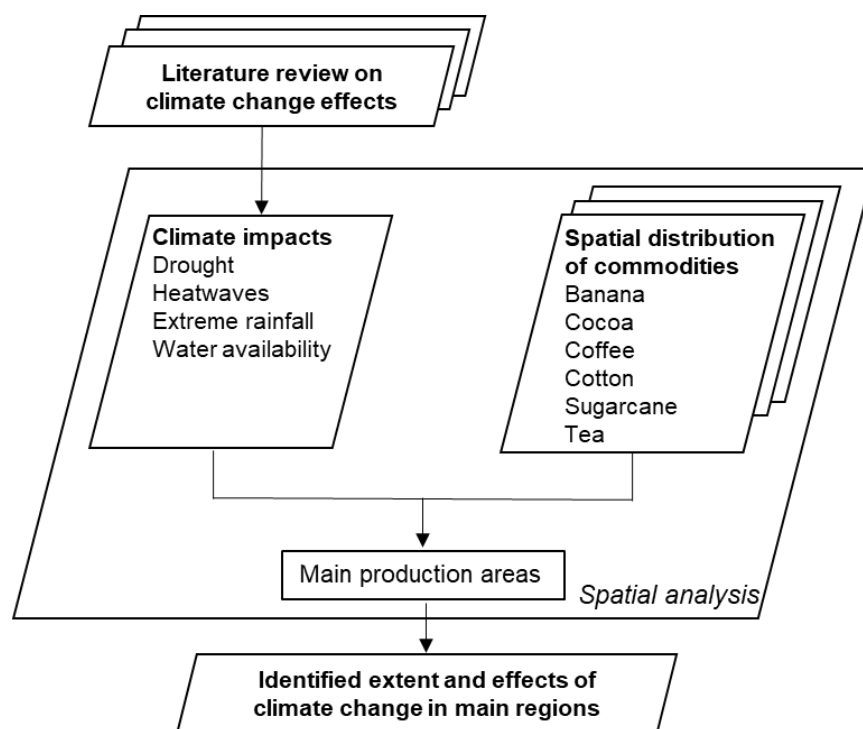 Literature review on
climate change effects
Climate impacts
Drought
Heatwaves
Extreme rainfall
Water availability
Spatial distribution
of commodities
Banana
Cocoa
Coffee
Cotton
Sugarcane
Tea
Main production areas
Spatial analysis
Identified extent and effects of
climate change in main regions